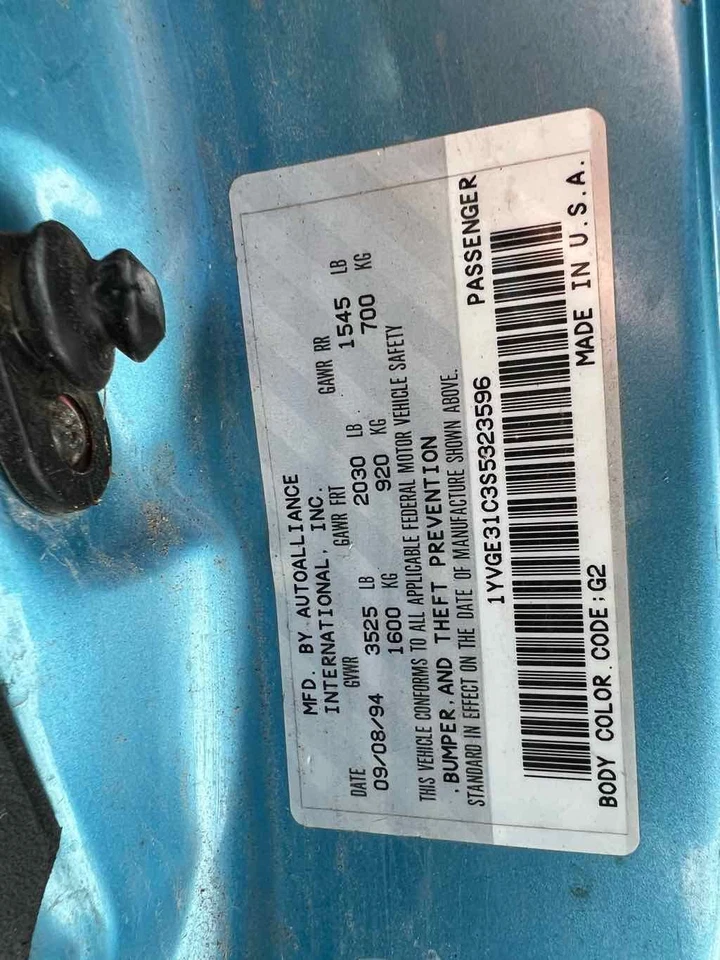 MFD. BY AUTOALLIANCE
INTERNATIONAL, INC.
DATE GVWR GAWR FRT GAWR RR
09/08/94 3525 LB 2030 LB 1545 LB
1600 KG 920 KG 700 KG
THIS VEHICLE CONFORMS TO ALL APPLICABLE FEDERAL MOTOR VEHICLE SAFETY
,BUMPER,AND THEFT PREVENTION
STANDARD IN EFFECT ON THE DATE OF MANUFACTURE SHOWN ABOVE.
1YVGE31C3S5323596 PASSENGER
BODY COLOR CODE:G2 MADE IN U.S.A.